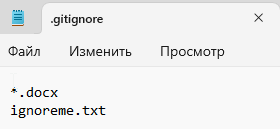 .gitignore
Файл Изменить Просмотр
*.docx
ignoreme.txt